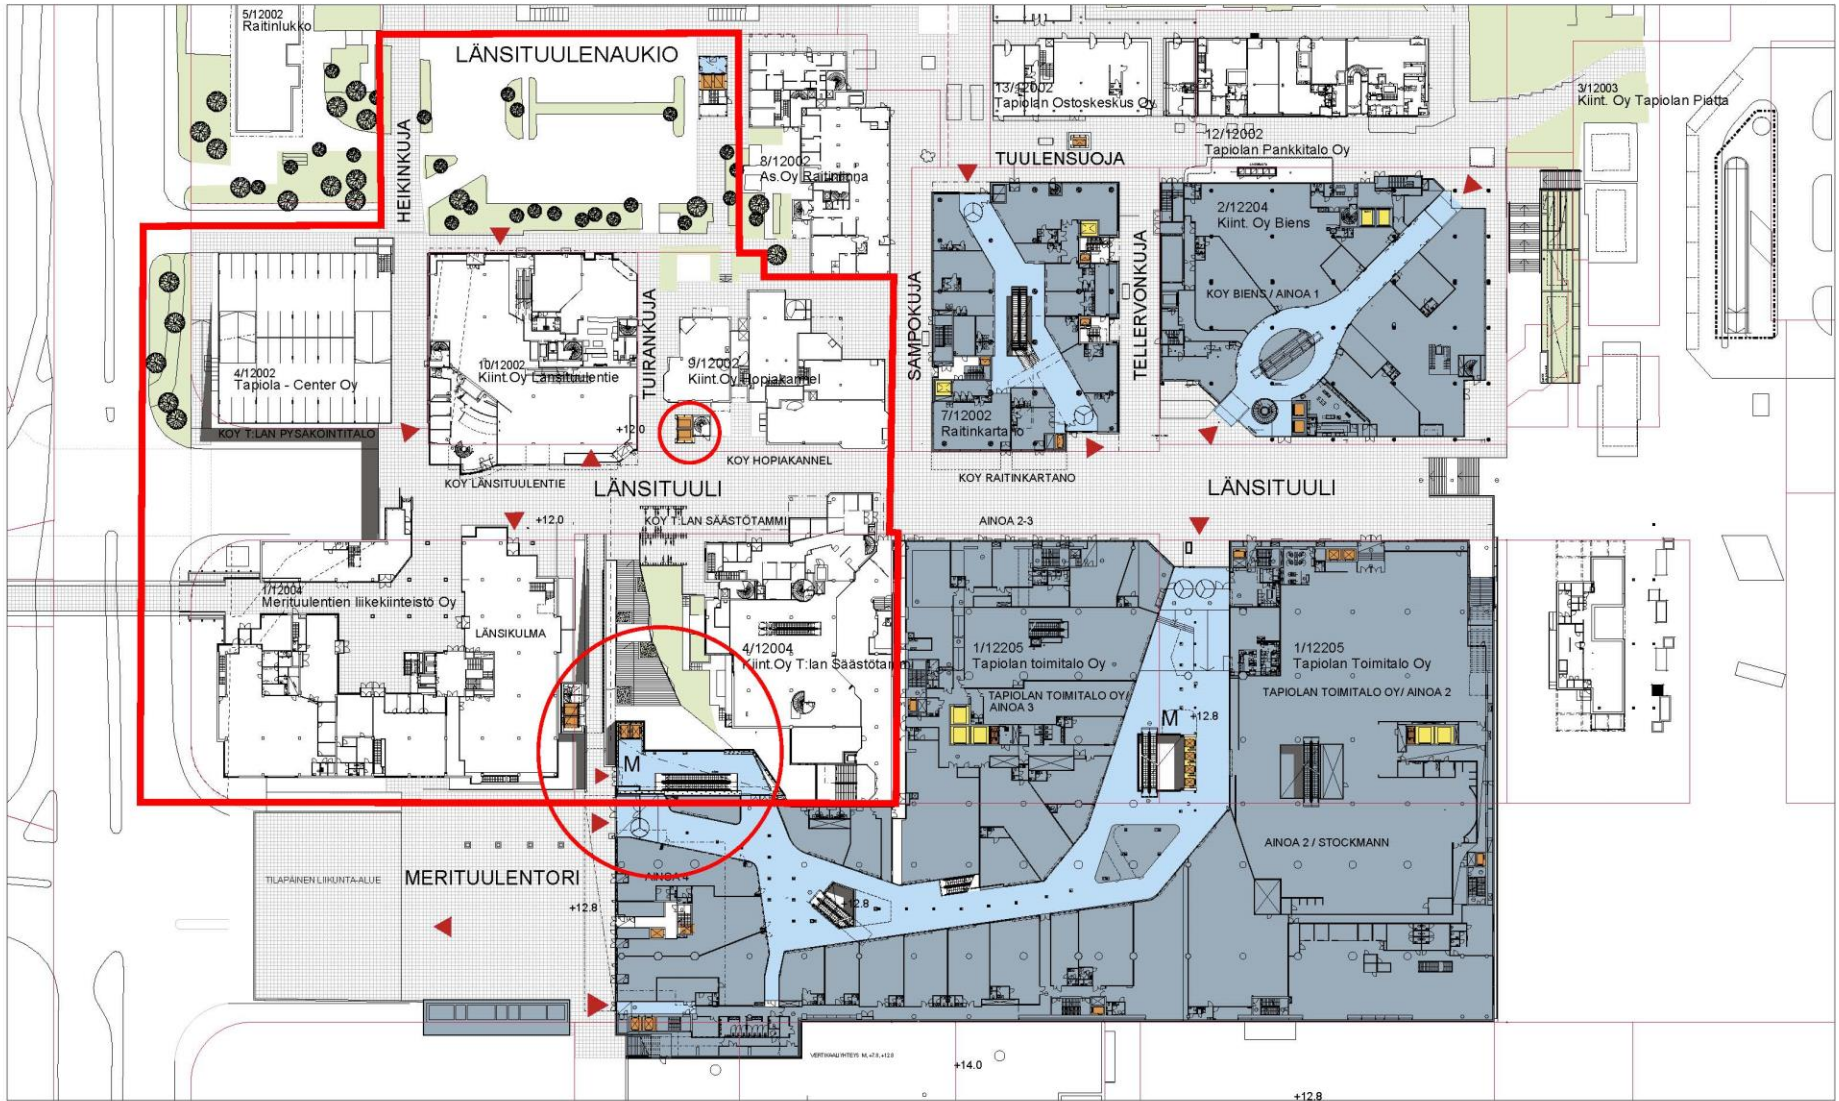 5/12002
Raitinlukko
LÄNSITUULENAUKIO
HEIKINKUJA
13/12002
Tapiolan Ostoskeskus Oy
12/12002
Tapiolan Pankkitalo Oy
3/12003
Kiint. Oy Tapiolan Piatta
TUULENSUOJA
8/12002
As.Oy Raitinlinna
2/12204
Kiint. Oy Biens
KOY BIENS / AINOA 1
SAMPOKUJA
TELLERVONKUJA
TUIRANKUJA
4/12002
Tapiola - Center Oy
10/12002
Kiint.Oy Länsituulentie
9/12002
Kiint.Oy Hopiakannel
7/12002
Raitinkartano
KOY T:LAN PYSÄKÖINTITALO
+12.0
KOY HOPIAKANNEL
KOY LÄNSITUULENTIE
KOY RAITINKARTANO
LÄNSITUULI
LÄNSITUULI
+12.0
KOY T:LAN SÄÄSTÖTAMMI
AINOA 2-3
1/12004
Merituulentien liikekiinteistö Oy
LÄNSIKULMA
4/12004
Kiint.Oy T:lan Säästötammi
1/12205
Tapiolan toimitalo Oy
TAPIOLAN TOIMITALO OY/
AINOA 3
1/12205
Tapiolan Toimitalo Oy
TAPIOLAN TOIMITALO OY/ AINOA 2
M
+12.8
M
AINOA 2 / STOCKMANN
TILAPÄINEN LIIKUNTA-ALUE
MERITUULENTORI
AINOA 4
+12.8
+12.8
+14.0
+12.8